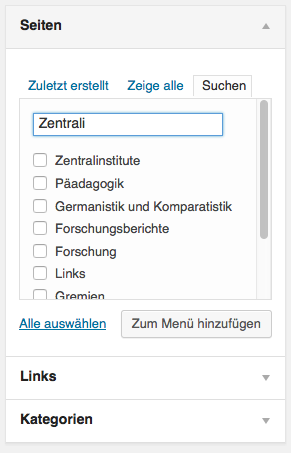 Seiten
Zuletzt erstellt Zeige alle Suchen
Zentrali
Zentralinstitute
Päadagogik
Germanistik und Komparatistik
Forschungsberichte
Forschung
Links
Gremien
Alle auswählen Zum Menü hinzufügen
Links
Kategorien